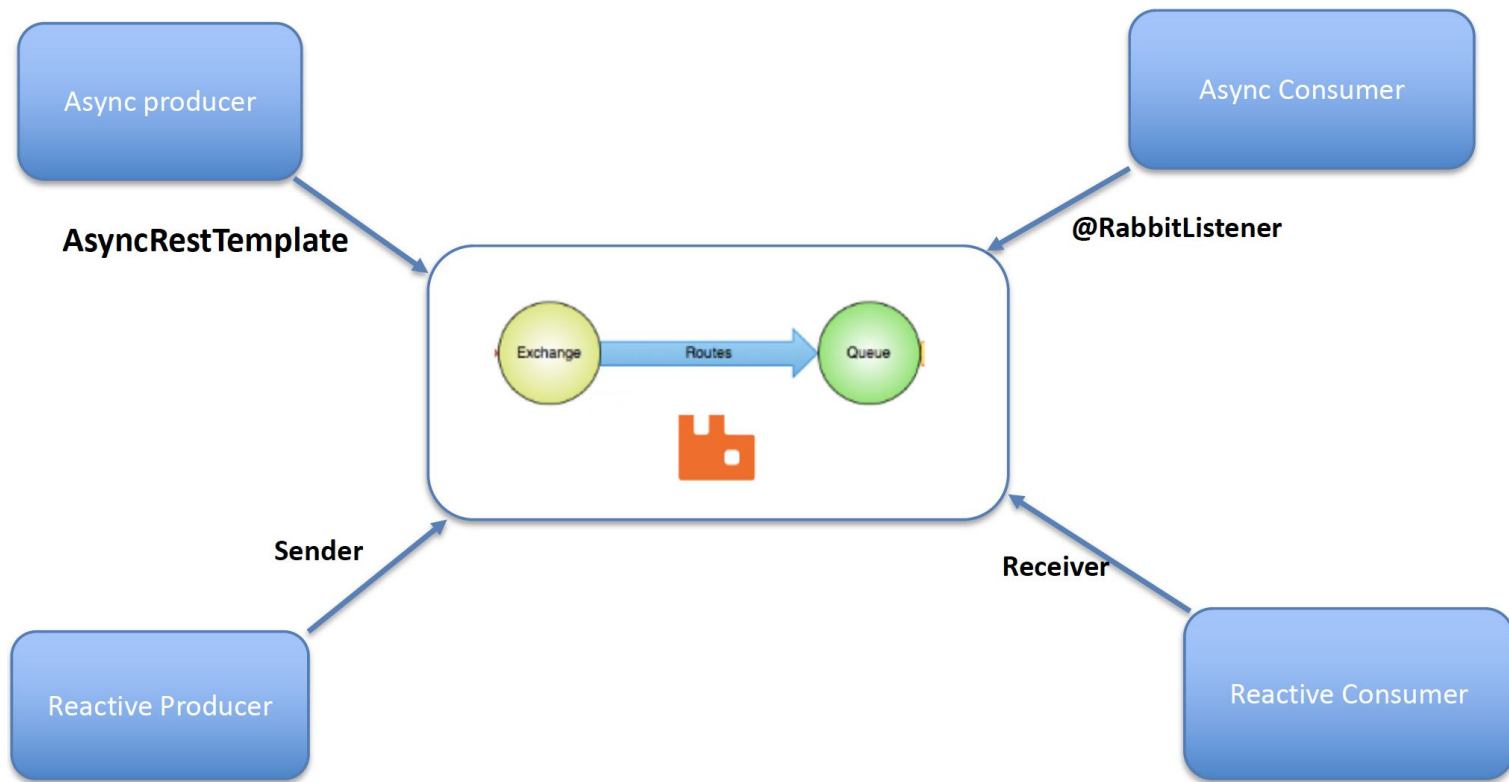 Async producer
Async Consumer
AsyncRestTemplate
@RabbitListener
Exchange
Routes
Queue
Sender
Receiver
Reactive Producer
Reactive Consumer